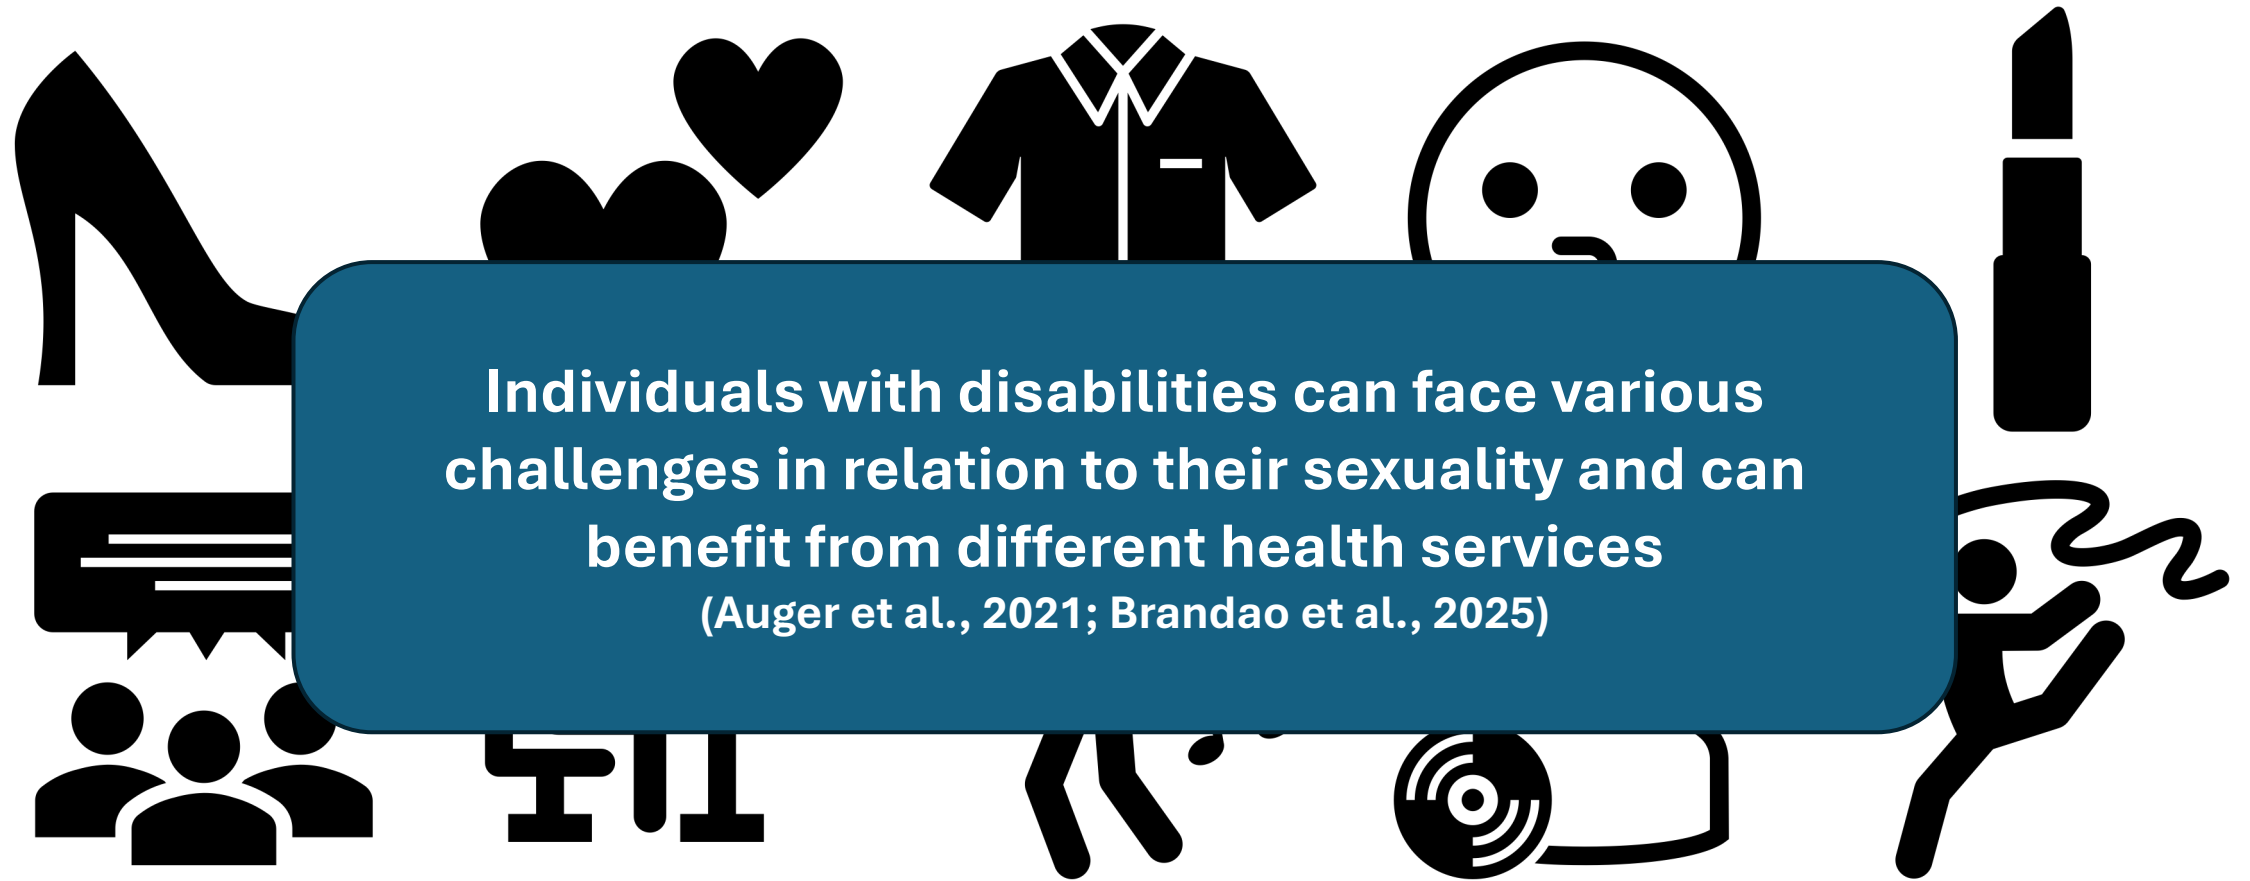 Individuals with disabilities can face various
challenges in relation to their sexuality and can
benefit from different health services
(Auger et al., 2021; Brandao et al., 2025)